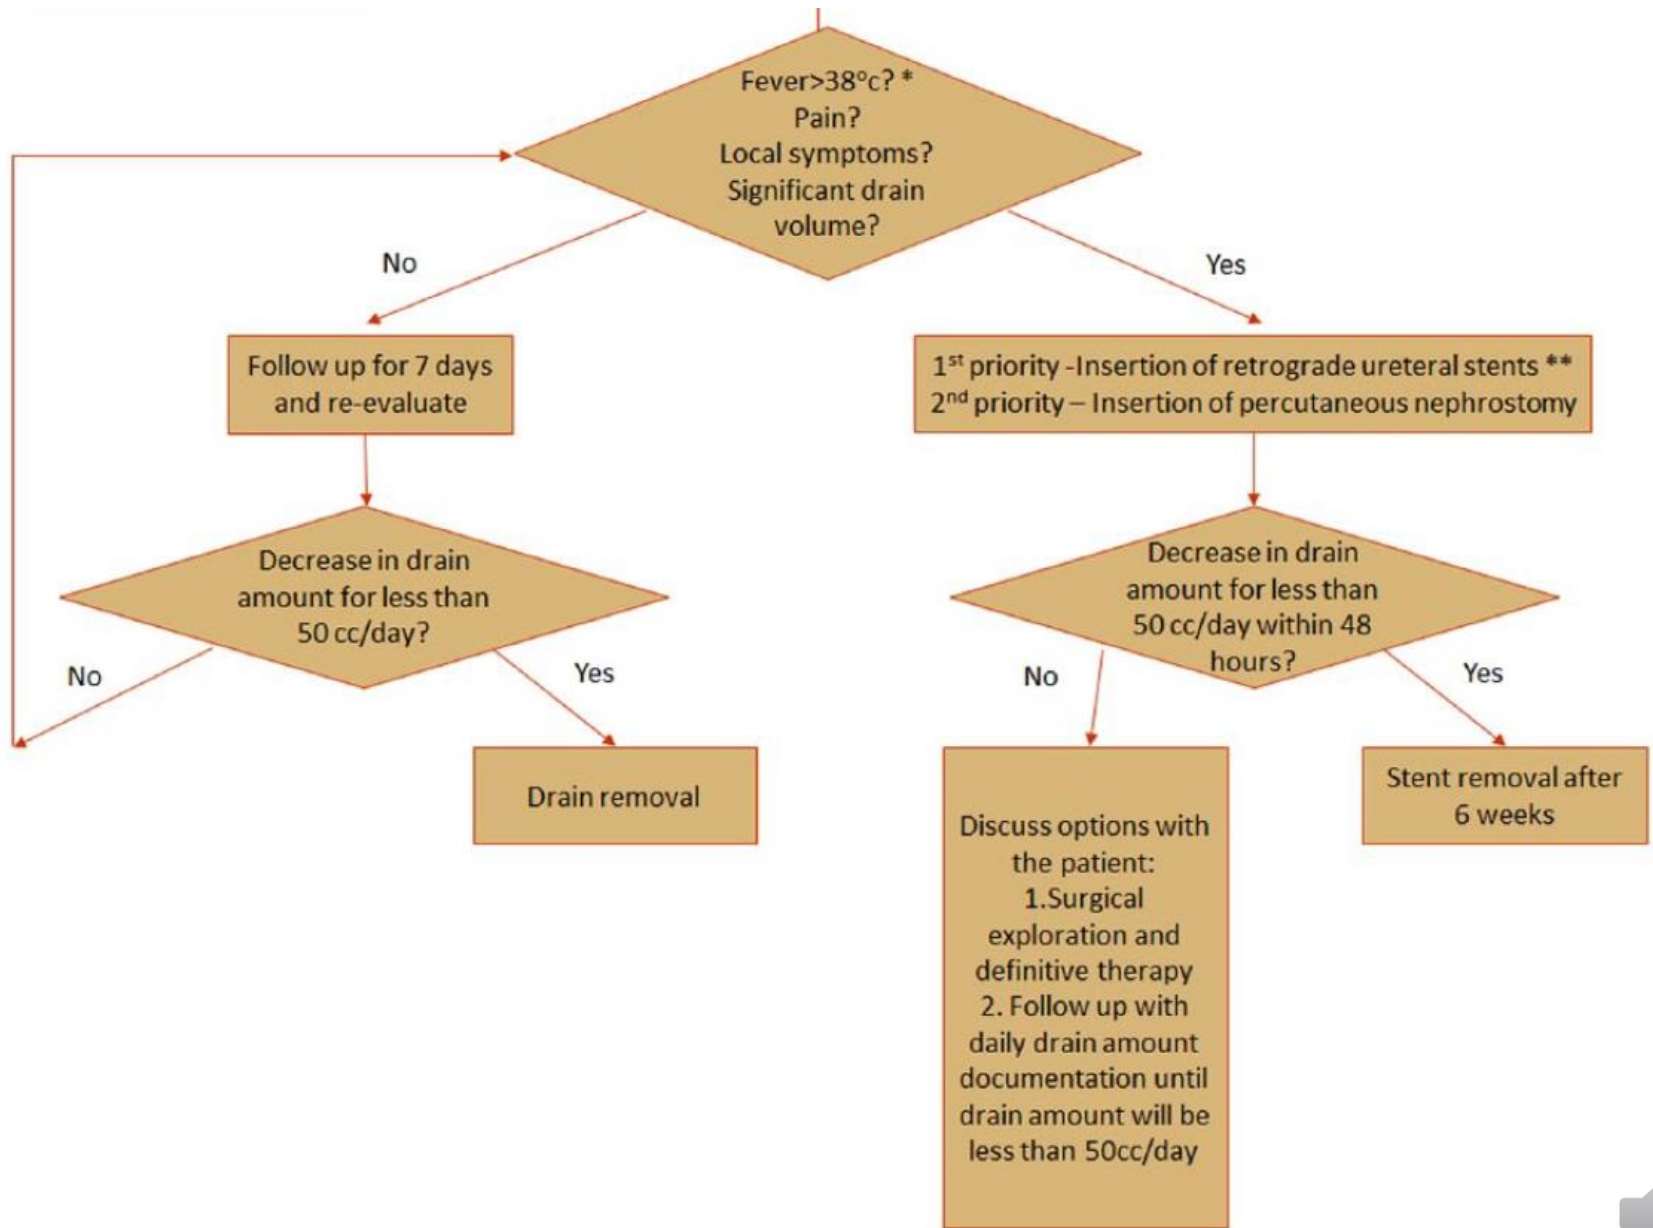 Fever>38°c? *
Pain?
Local symptoms?
Significant drain
volume?
No
Yes
Follow up for 7 days
and re-evaluate
1st priority -Insertion of retrograde ureteral stents **
2nd priority – Insertion of percutaneous nephrostomy
Decrease in drain
amount for less than
50 cc/day?
Decrease in drain
amount for less than
50 cc/day within 48
hours?
No
Yes
No
Yes
Drain removal
Discuss options with
the patient:
1.Surgical
exploration and
definitive therapy
2. Follow up with
daily drain amount
documentation until
drain amount will be
less than 50cc/day
Stent removal after
6 weeks